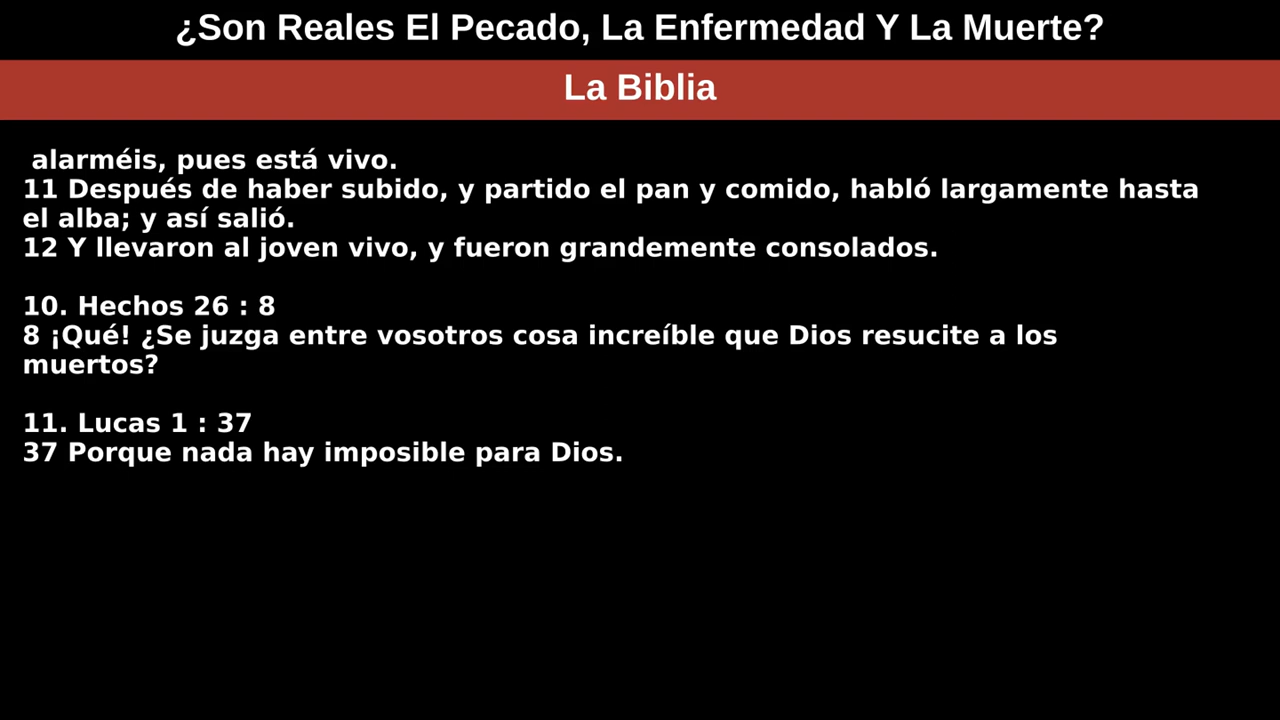 ¿Son Reales El Pecado, La Enfermedad Y La Muerte?
La Biblia
alarméis, pues está vivo.
11 Después de haber subido, y partido el pan y comido, habló largamente hasta
el alba; y así salió.
12 Y llevaron al joven vivo, y fueron grandemente consolados.
10. Hechos 26 : 8
8 ¡Qué! ¿Se juzga entre vosotros cosa increíble que Dios resucite a los
muertos?
11. Lucas 1 : 37
37 Porque nada hay imposible para Dios.